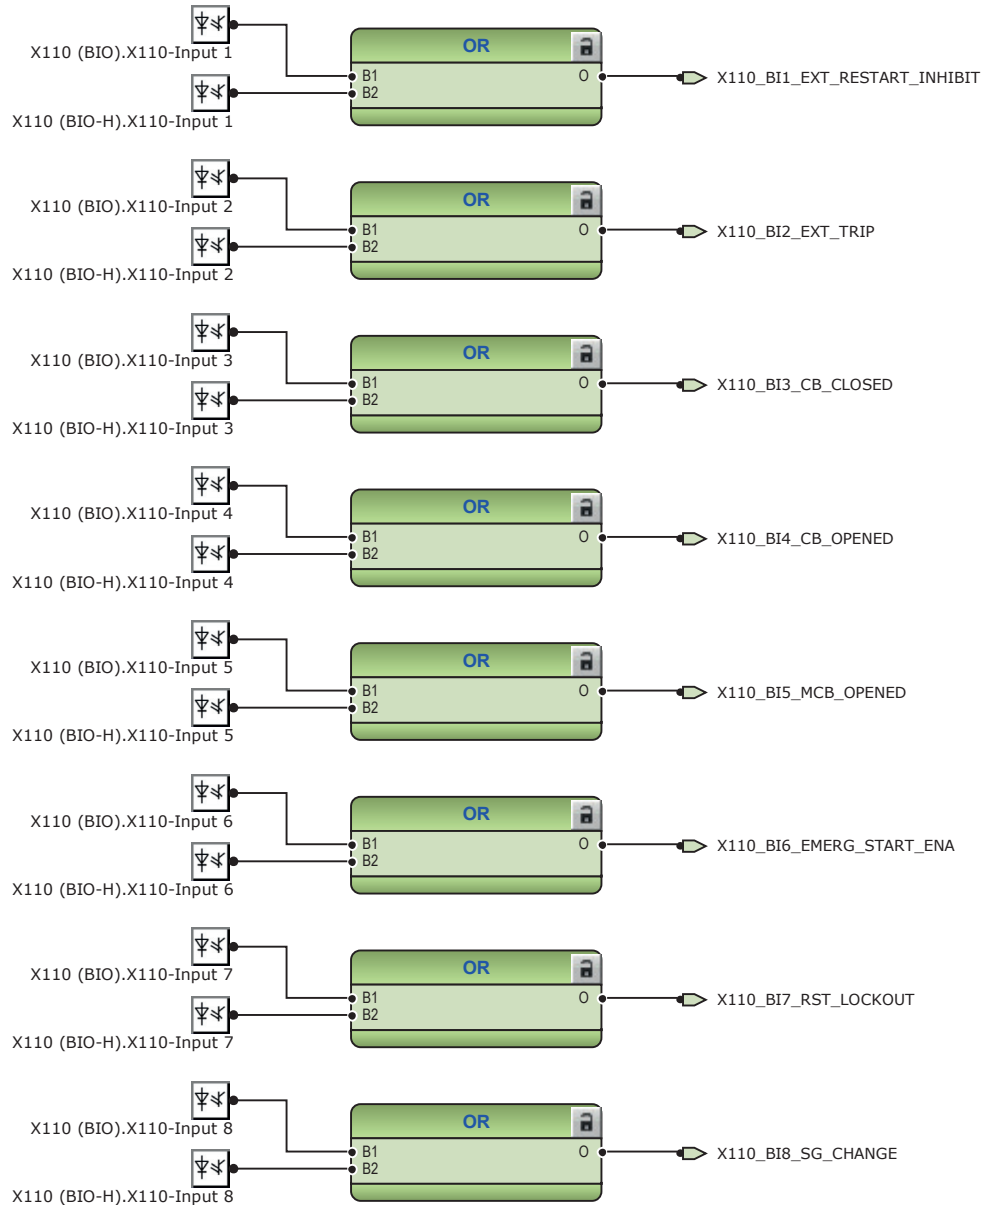 X110 (BIO).X110-Input 1
OR
B1
O
X110_BI1_EXT_RESTART_INHIBIT
B2
X110 (BIO-H).X110-Input 1
X110 (BIO).X110-Input 2
OR
B1
O
X110_BI2_EXT_TRIP
B2
X110 (BIO-H).X110-Input 2
X110 (BIO).X110-Input 3
OR
B1
O
X110_BI3_CB_CLOSED
B2
X110 (BIO-H).X110-Input 3
X110 (BIO).X110-Input 4
OR
B1
O
X110_BI4_CB_OPENED
B2
X110 (BIO-H).X110-Input 4
X110 (BIO).X110-Input 5
OR
B1
O
X110_BI5_MCB_OPENED
B2
X110 (BIO-H).X110-Input 5
X110 (BIO).X110-Input 6
OR
B1
O
X110_BI6_EMERG_START_ENA
B2
X110 (BIO-H).X110-Input 6
X110 (BIO).X110-Input 7
OR
B1
O
X110_BI7_RST_LOCKOUT
B2
X110 (BIO-H).X110-Input 7
X110 (BIO).X110-Input 8
OR
B1
O
X110_BI8_SG_CHANGE
B2
X110 (BIO-H).X110-Input 8